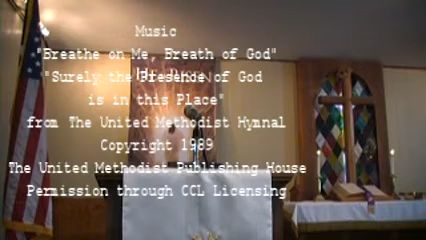 Music
"Breathe on Me, Breath of God"
"Surely the Presence of God
is in this Place"
from The United Methodist Hymnal
Copyright 1989
The United Methodist Publishing House
Permission through CCL Licensing